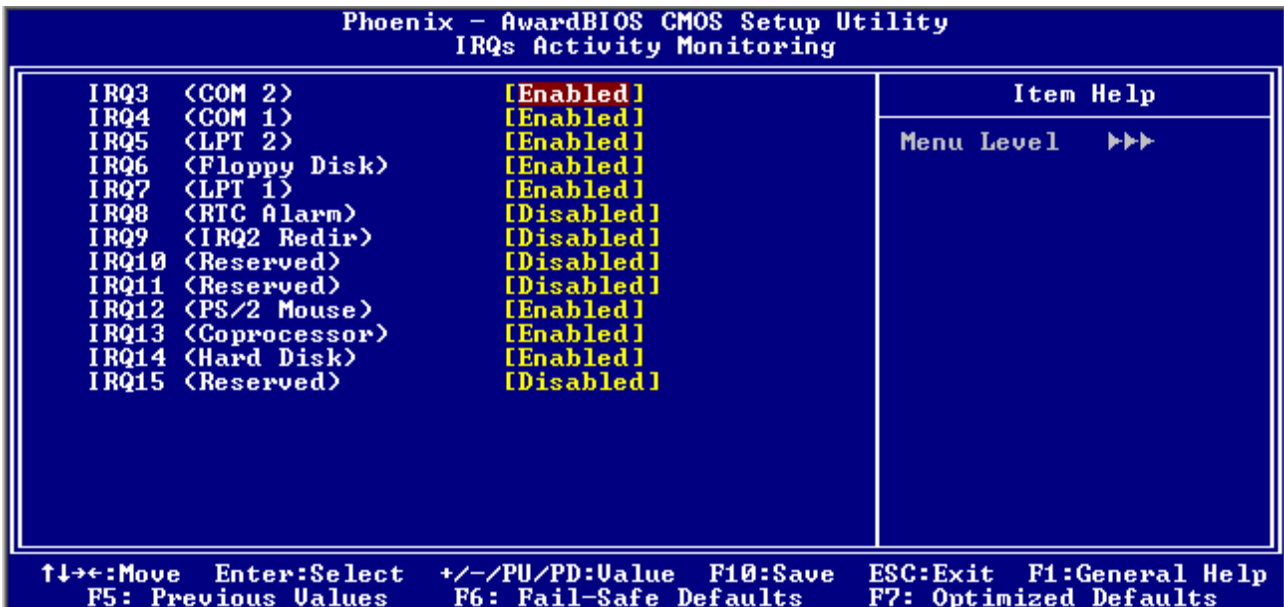 Phoenix - AwardBIOS CMOS Setup Utility
IRQs Activity Monitoring
IRQ3 (COM 2) [Enabled]
IRQ4 (COM 1) [Enabled]
IRQ5 (LPT 2) [Enabled]
IRQ6 (Floppy Disk) [Enabled]
IRQ7 (LPT 1) [Enabled]
IRQ8 (RTC Alarm) [Disabled]
IRQ9 (IRQ2 Redir) [Disabled]
IRQ10 (Reserved) [Disabled]
IRQ11 (Reserved) [Disabled]
IRQ12 (PS/2 Mouse) [Enabled]
IRQ13 (Coprocessor) [Enabled]
IRQ14 (Hard Disk) [Enabled]
IRQ15 (Reserved) [Disabled]
Item Help
Menu Level ►►►
↑↓→←:Move Enter:Select +/-/PU/PD:Value F10:Save ESC:Exit F1:General Help
F5: Previous Values F6: Fail-Safe Defaults F7: Optimized Defaults